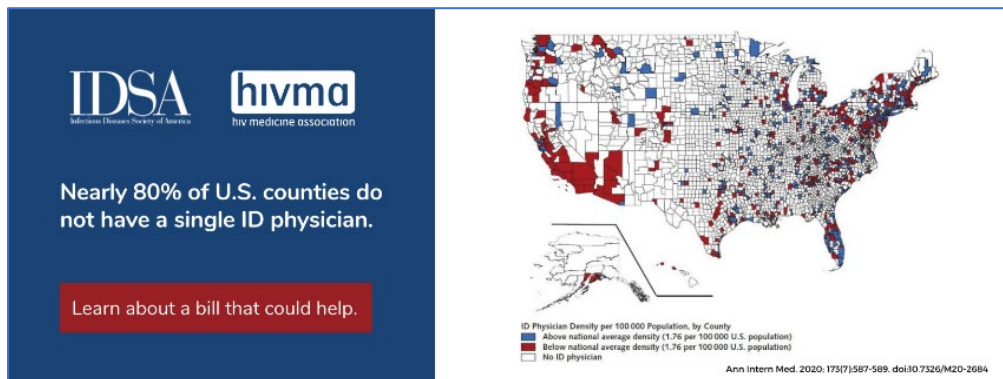 IDSA
Infectious Diseases Society of America
hivma
hiv medicine association
Nearly 80% of U.S. counties do
not have a single ID physician.
Learn about a bill that could help.
ID Physician Density per 100 000 Population, by County
Above national average density (1.76 per 100 000 U.S. population)
Below national average density (1.76 per 100 000 U.S. population)
No ID physician
Ann Intern Med. 2020; 173(7):587-589. doi:10.7326/M20-2684